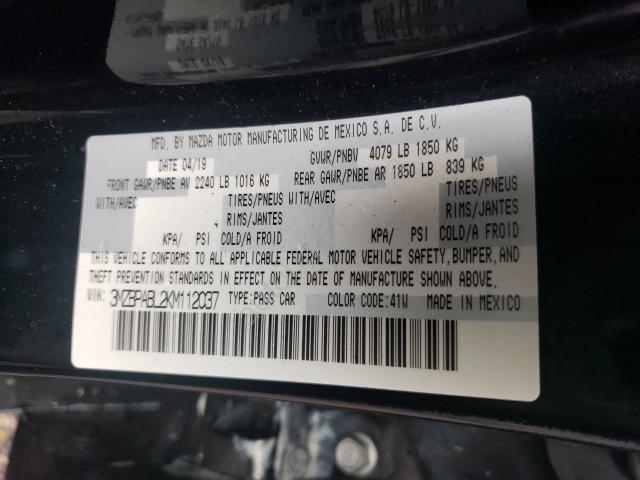 MFD. BY MAZDA MOTOR MANUFACTURING DE MEXICO S.A. DE C.V.
DATE 04/19 GVWR/PNBV 4079 LB 1850 KG
FRONT GAWR/PNBE AV 2240 LB 1016 KG REAR GAWR/PNBE AR 1850 LB 839 KG
WITH/AVEC TIRES/PNEUS WITH/AVEC TIRES/PNEUS
RIMS/JANTES RIMS/JANTES
KPA/ PSI COLD/A FROID KPA/ PSI COLD/A FROID
THIS VEHICLE CONFORMS TO ALL APPLICABLE FEDERAL MOTOR VEHICLE SAFETY, BUMPER, AND
THEFT PREVENTION STANDARDS IN EFFECT ON THE DATE OF MANUFACTURE SHOWN ABOVE.
VIN: 3MZBPABL2KM112097 TYPE:PASS CAR COLOR CODE:41W MADE IN MEXICO